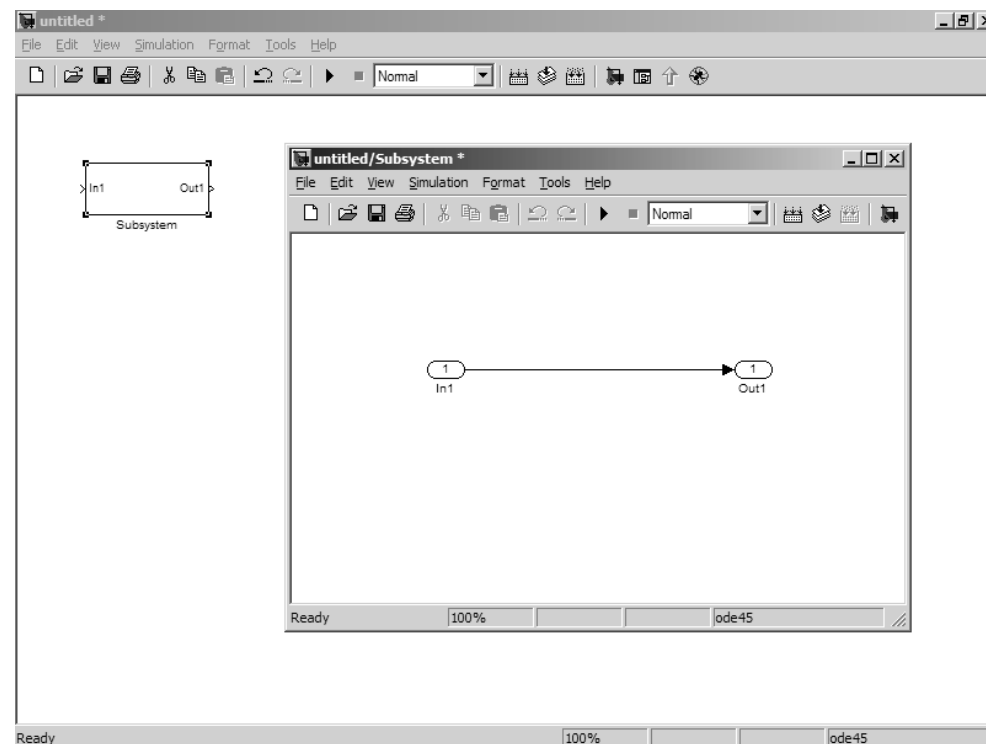 untitled *
File Edit View Simulation Format Tools Help
Normal
In1 Out1
Subsystem
untitled/Subsystem *
File Edit View Simulation Format Tools Help
Normal
1 1
In1 Out1
Ready 100% ode45
Ready 100% ode45